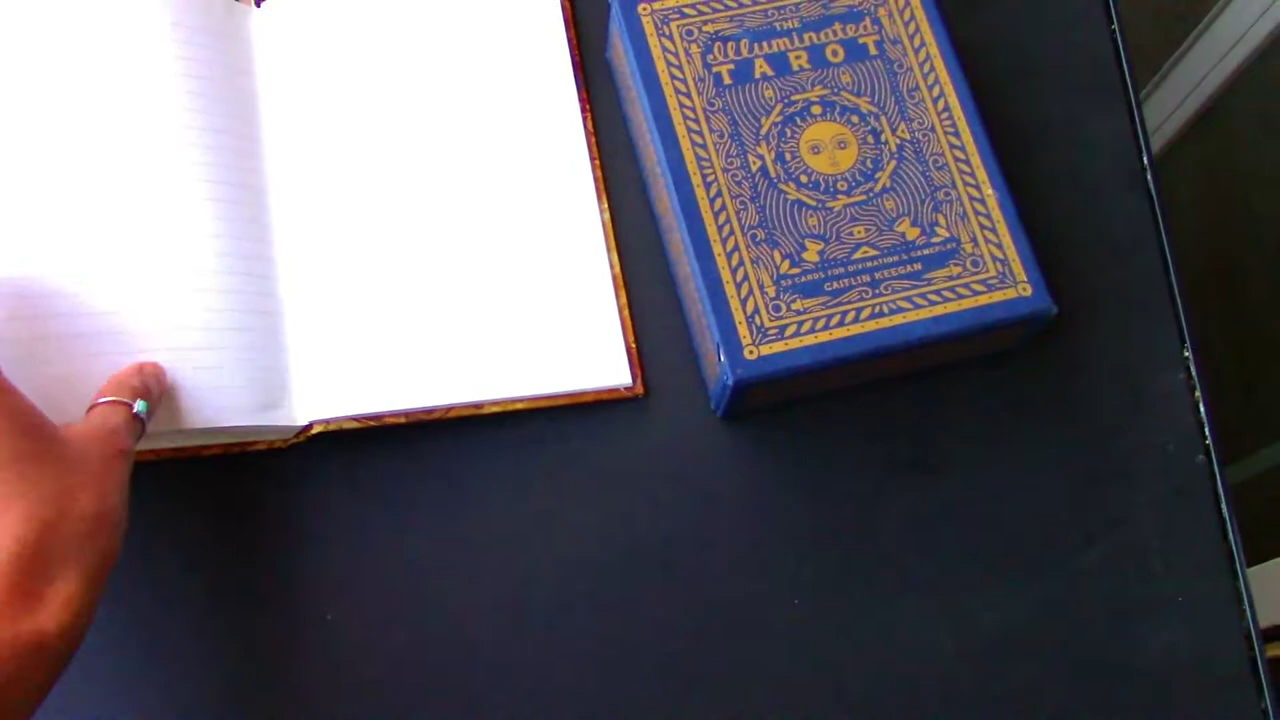 THE
Illuminated
TAROT
53 CARDS FOR DIVINATION & GAMEPLAY
CAITLIN KEEGAN